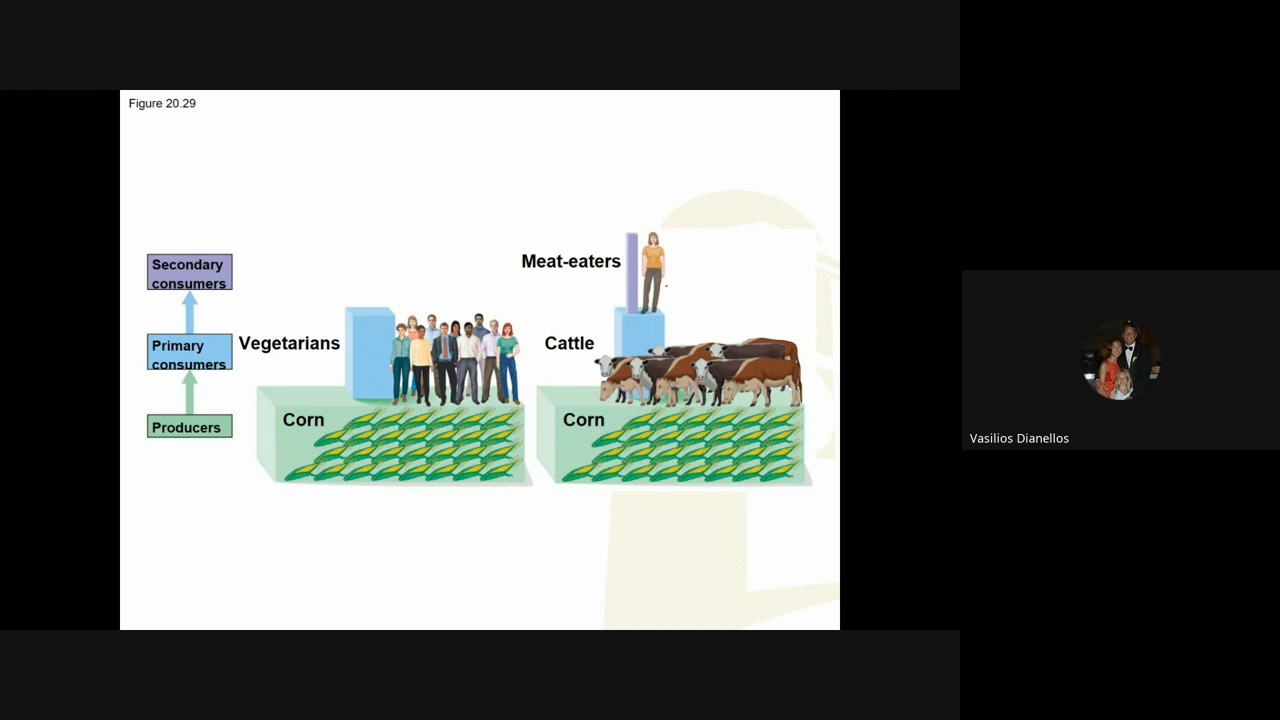 Figure 20.29
Secondary
consumers
Primary
consumers
Producers
Vegetarians
Corn
Meat-eaters
Cattle
Corn
Vasilios Dianellos